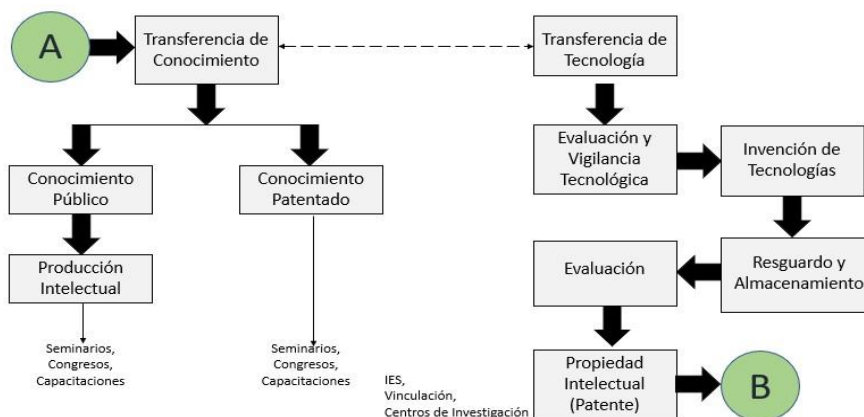 A
Transferencia de
Conocimiento
Transferencia de
Tecnología
Conocimiento
Público
Conocimiento
Patentado
Evaluación y
Vigilancia
Tecnológica
Invención de
Tecnologías
Producción
Intelectual
Evaluación
Resguardo y
Almacenamiento
Seminarios,
Congresos,
Capacitaciones
Seminarios,
Congresos,
Capacitaciones
IES,
Vinculación,
Centros de Investigación
Propiedad
Intelectual
(Patente)
B